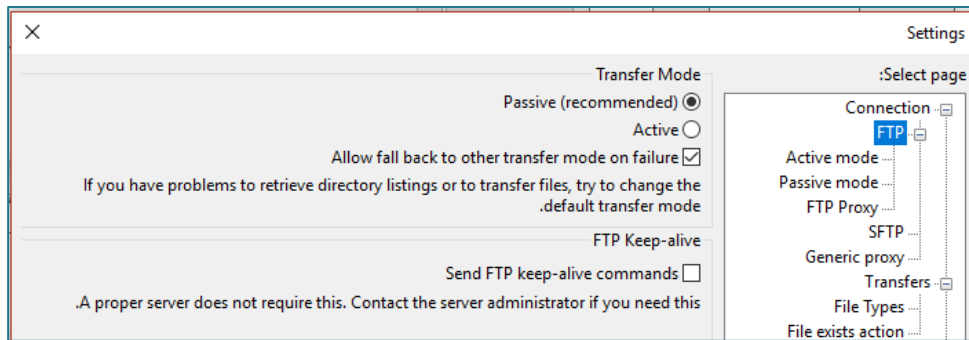 Settings
:Select page
Connection
FTP
Active mode
Passive mode
FTP Proxy
SFTP
Generic proxy
Transfers
File Types
File exists action
Transfer Mode
Passive (recommended)
Active
Allow fall back to other transfer mode on failure
If you have problems to retrieve directory listings or to transfer files, try to change the
.default transfer mode
FTP Keep-alive
Send FTP keep-alive commands
.A proper server does not require this. Contact the server administrator if you need this